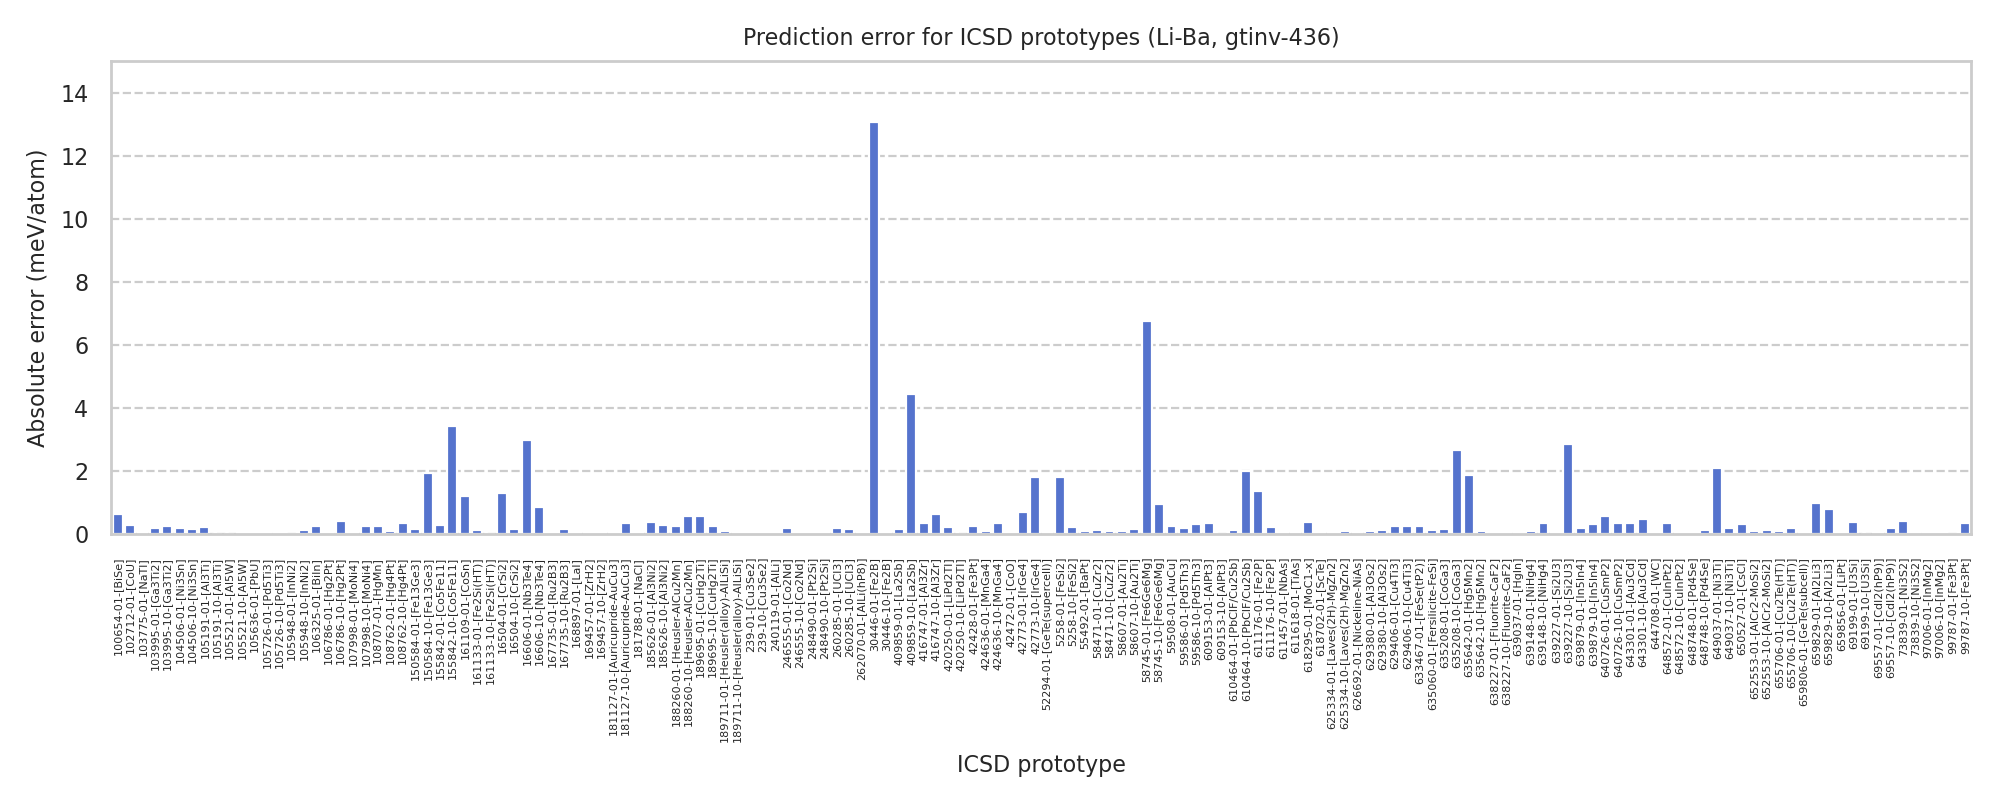 Prediction error for ICSD prototypes (Li-Ba, gtinv-436)
Absolute error (meV/atom)
14
12
10
8
6
4
2
0
100654-01-[BiSe]
102712-01-[CoU]
103775-01-[NaTl]
103995-01-[Ga3Ti2]
103995-10-[Ga3Ti2]
104506-01-[Ni3Sn]
104506-10-[Ni3Sn]
105191-01-[Al3Ti]
105191-10-[Al3Ti]
105521-01-[Al5W]
105521-10-[Al5W]
105636-01-[PbU]
105726-01-[Pd5Ti3]
105726-10-[Pd5Ti3]
105948-01-[InNi2]
105948-10-[InNi2]
106325-01-[BiIn]
106786-01-[Hg2Pt]
106786-10-[Hg2Pt]
107998-01-[MoNi4]
107998-10-[MoNi4]
108707-01-[HgMn]
108762-01-[Hg4Pt]
108762-10-[Hg4Pt]
150584-01-[Fe13Ge3]
150584-10-[Fe13Ge3]
155842-01-[Co5Fe11]
155842-10-[Co5Fe11]
161109-01-[CoSn]
161133-01-[Fe2Si(HT)]
161133-10-[Fe2Si(HT)]
16504-01-[CrSi2]
16504-10-[CrSi2]
16606-01-[Nb3Te4]
16606-10-[Nb3Te4]
167735-01-[Ru2B3]
167735-10-[Ru2B3]
168897-01-[LaI]
169457-01-[ZrH2]
169457-10-[ZrH2]
181127-01-[Auricupride-AuCu3]
181127-10-[Auricupride-AuCu3]
181788-01-[NaCl]
185626-01-[Al3Ni2]
185626-10-[Al3Ni2]
188260-01-[Heusler-AlCu2Mn]
188260-10-[Heusler-AlCu2Mn]
189695-01-[CuHg2Ti]
189695-10-[CuHg2Ti]
189711-01-[Heusler(alloy)-AlLiSi]
189711-10-[Heusler(alloy)-AlLiSi]
239-01-[Cu3Se2]
239-10-[Cu3Se2]
240119-01-[AlLi]
246555-01-[Co2Nd]
246555-10-[Co2Nd]
248490-01-[Pt2Si]
248490-10-[Pt2Si]
260285-01-[UCl3]
260285-10-[UCl3]
262070-01-[AlLi(hP8)]
30446-01-[Fe2B]
30446-10-[Fe2B]
409859-01-[La2Sb]
409859-10-[La2Sb]
416747-01-[Al3Zr]
416747-10-[Al3Zr]
420250-01-[LiPd2Tl]
420250-10-[LiPd2Tl]
42428-01-[Fe3Pt]
424636-01-[MnGa4]
424636-10-[MnGa4]
42472-01-[CoO]
42773-01-[IrGe4]
42773-10-[IrGe4]
52294-01-[GeTe(supercell)]
5258-01-[FeSi2]
5258-10-[FeSi2]
55492-01-[BaPt]
58471-01-[CuZr2]
58471-10-[CuZr2]
58607-01-[Au2Ti]
58607-10-[Au2Ti]
58745-01-[Fe6Ge6Mg]
58745-10-[Fe6Ge6Mg]
59508-01-[AuCu]
59586-01-[Pd5Th3]
59586-10-[Pd5Th3]
609153-01-[AlPt3]
609153-10-[AlPt3]
610464-01-[PbClF/Cu2Sb]
610464-10-[PbClF/Cu2Sb]
611176-01-[Fe2P]
611176-10-[Fe2P]
611457-01-[NbAs]
611618-01-[TiAs]
618295-01-[MoC1-x]
618702-01-[ScTe]
625334-01-[Laves(2H)-MgZn2]
625334-10-[Laves(2H)-MgZn2]
626692-01-[Nickeline-NiAs]
629380-01-[Al3Os2]
629380-10-[Al3Os2]
629406-01-[Cu4Ti3]
629406-10-[Cu4Ti3]
633467-01-[FeSe(tP2)]
635060-01-[Fersilicite-FeSi]
635208-01-[CoGa3]
635208-10-[CoGa3]
635642-01-[Hg5Mn2]
635642-10-[Hg5Mn2]
638227-01-[Fluorite-CaF2]
638227-10-[Fluorite-CaF2]
639037-01-[HgIn]
639148-01-[NiHg4]
639148-10-[NiHg4]
639227-01-[Si2U3]
639227-10-[Si2U3]
639879-01-[In5In4]
639879-10-[In5In4]
640726-01-[CuSmP2]
640726-10-[CuSmP2]
643301-01-[Au3Cd]
643301-10-[Au3Cd]
644708-01-[WC]
648572-01-[CuInPt2]
648572-10-[CuInPt2]
648748-01-[Pd4Se]
648748-10-[Pd4Se]
649037-01-[Ni3Ti]
649037-10-[Ni3Ti]
650527-01-[CsCl]
652553-01-[AlCr2-MoSi2]
652553-10-[AlCr2-MoSi2]
655706-01-[Cu2Te(HT)]
655706-10-[Cu2Te(HT)]
659806-01-[GeTe(subcell)]
659829-01-[Al2Li3]
659829-10-[Al2Li3]
659856-01-[LiPt]
69199-01-[U3Si]
69199-10-[U3Si]
69557-01-[CdI2(hP9)]
69557-10-[CdI2(hP9)]
73839-01-[Ni3S2]
73839-10-[Ni3S2]
97006-01-[InMg2]
97006-10-[InMg2]
99787-01-[Fe3Pt]
99787-10-[Fe3Pt]
ICSD prototype